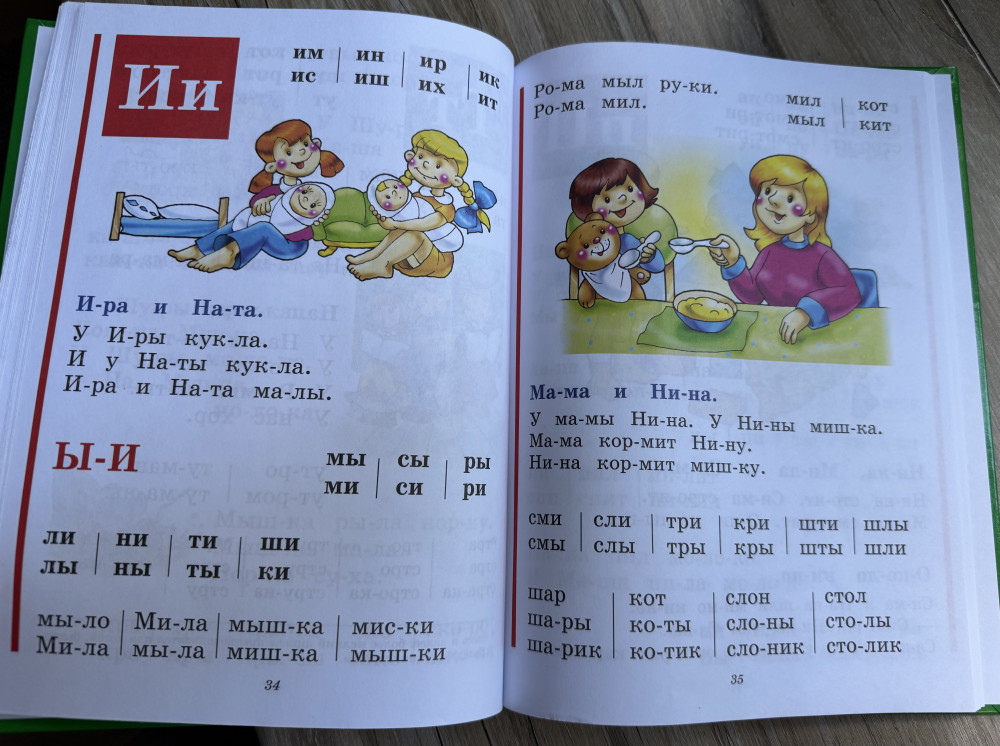 Ии
им | ин | ир | ик
ис | иш | их | ит
И-ра и На-та.
У И-ры кук-ла.
И у На-ты кук-ла.
И-ра и На-та ма-лы.
Ы-И
мы | сы | ры
ми | си | ри
ли | ни | ти | ши
лы | ны | ты | ки
мы-ло | Ми-ла | мыш-ка | мис-ки
Ми-ла | мы-ла | миш-ка | мыш-ки
34
Ро-ма мыл ру-ки.
Ро-ма мил.
мил | кот
мыл | кит
Ма-ма и Ни-на.
У ма-мы Ни-на. У Ни-ны миш-ка.
Ма-ма кор-мит Ни-ну.
Ни-на кор-мит миш-ку.
сми | сли | три | кри | шти | шлы
смы | слы | тры | кры | шты | шли
шар | кот | слон | стол
ша-ры | ко-ты | сло-ны | сто-лы
ша-рик | ко-тик | сло-ник | сто-лик
35